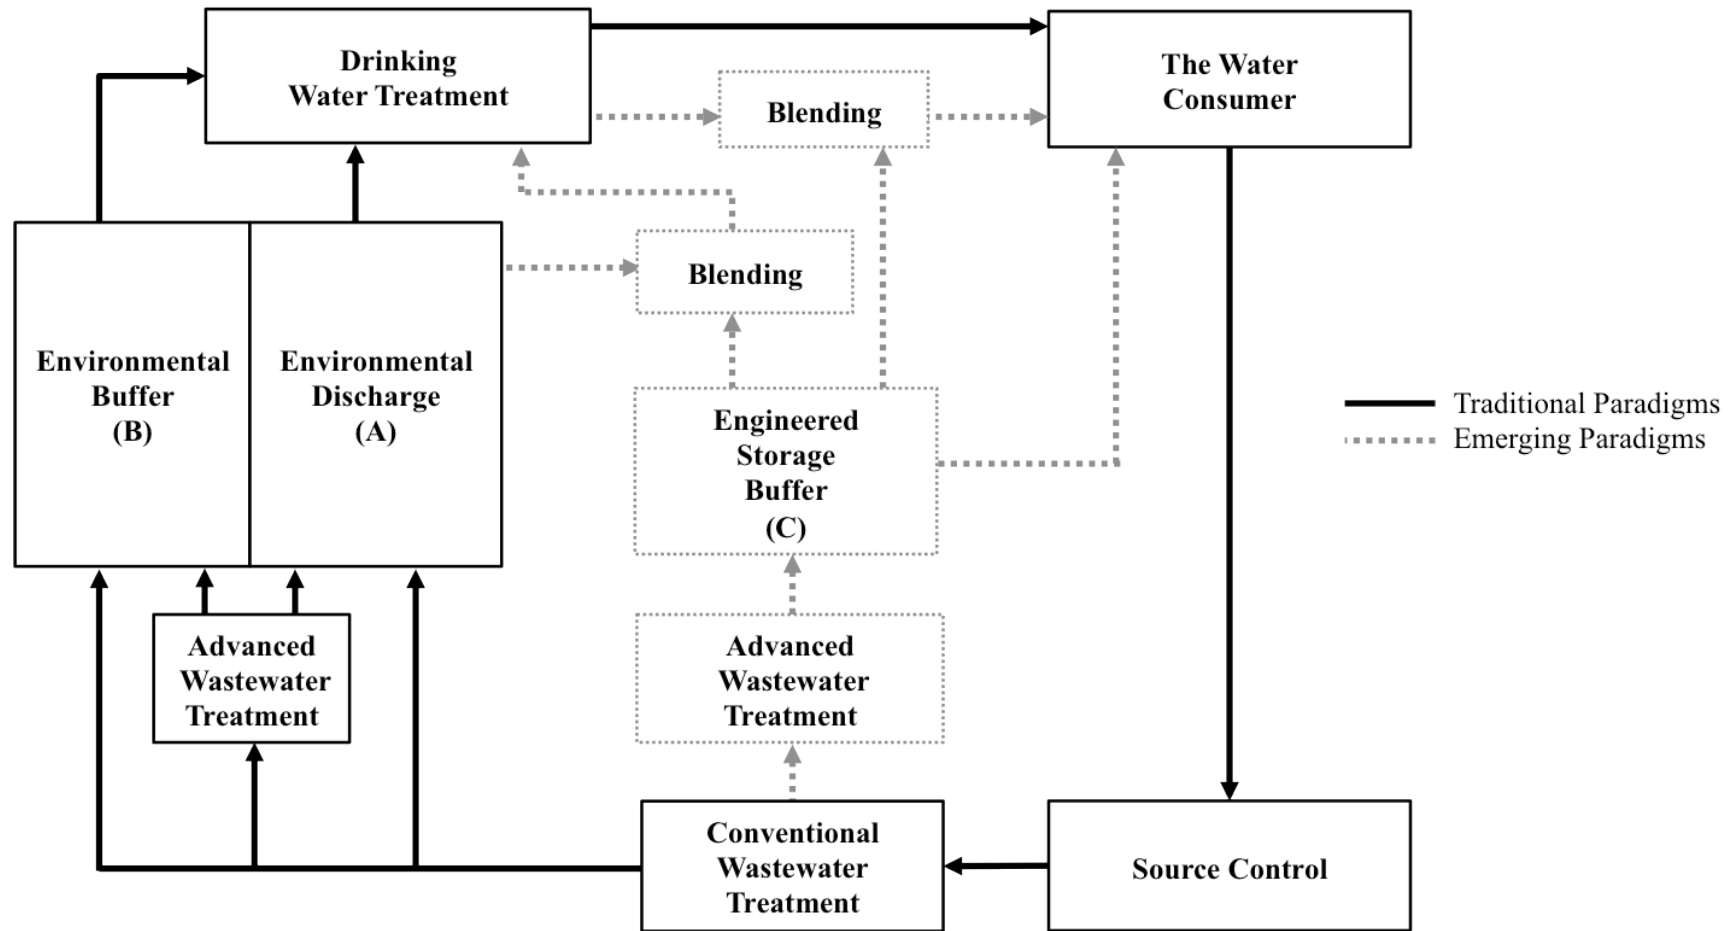 Drinking
Water Treatment
The Water
Consumer
Blending
Blending
Environmental
Buffer
(B)
Environmental
Discharge
(A)
Engineered
Storage
Buffer
(C)
Traditional Paradigms
Emerging Paradigms
Advanced
Wastewater
Treatment
Advanced
Wastewater
Treatment
Conventional
Wastewater
Treatment
Source Control